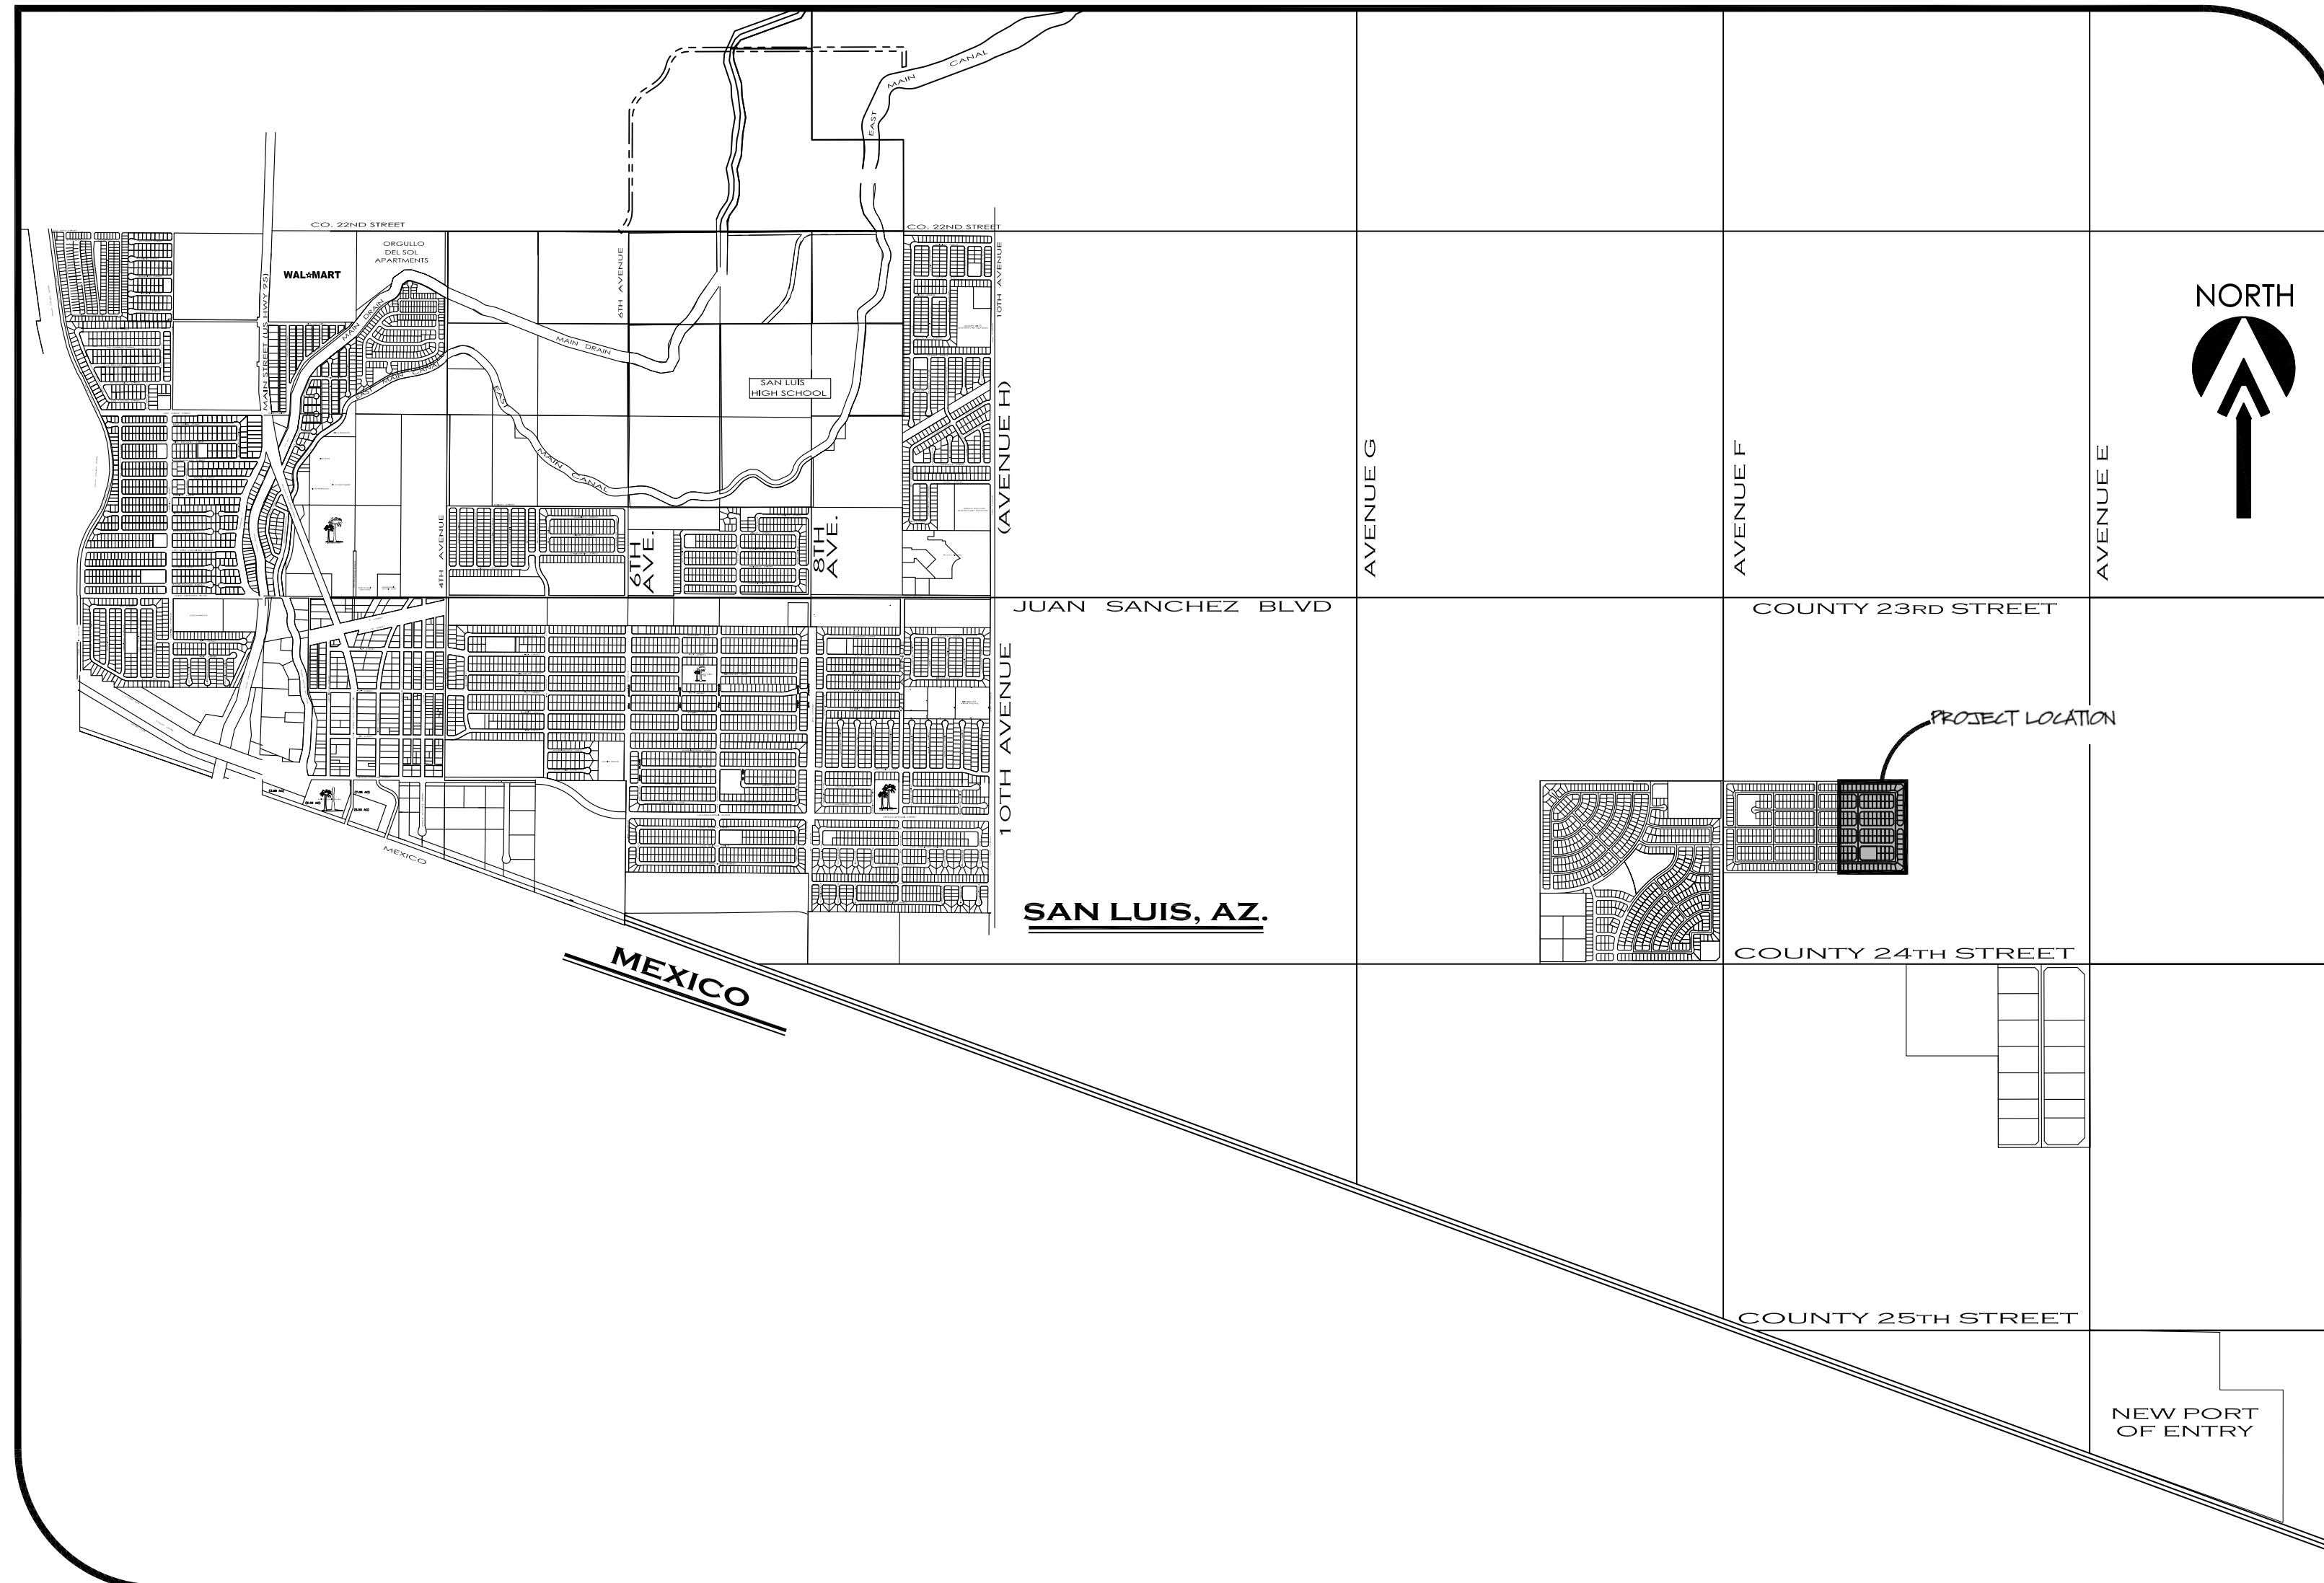 MAIN CANAL
EAST
CO. 22ND STREET
CO. 22ND STREET
ORGULLO
DEL SOL
APARTMENTS
WAL☆MART
6TH AVENUE
10TH AVENUE
MAIN STREET (US HWY 95)
MAIN DRAIN
MAIN DRAIN
EAST MAIN CANAL
SAN LUIS
HIGH SCHOOL
EAST
MAIN CANAL
NORTH
(AVENUE H)
AVENUE G
AVENUE F
AVENUE E
4TH AVENUE
6TH
AVE.
8TH
AVE.
JUAN SANCHEZ BLVD
COUNTY 23RD STREET
10TH AVENUE
PROJECT LOCATION
MEXICO
SAN LUIS, AZ.
MEXICO
COUNTY 24TH STREET
COUNTY 25TH STREET
NEW PORT
OF ENTRY